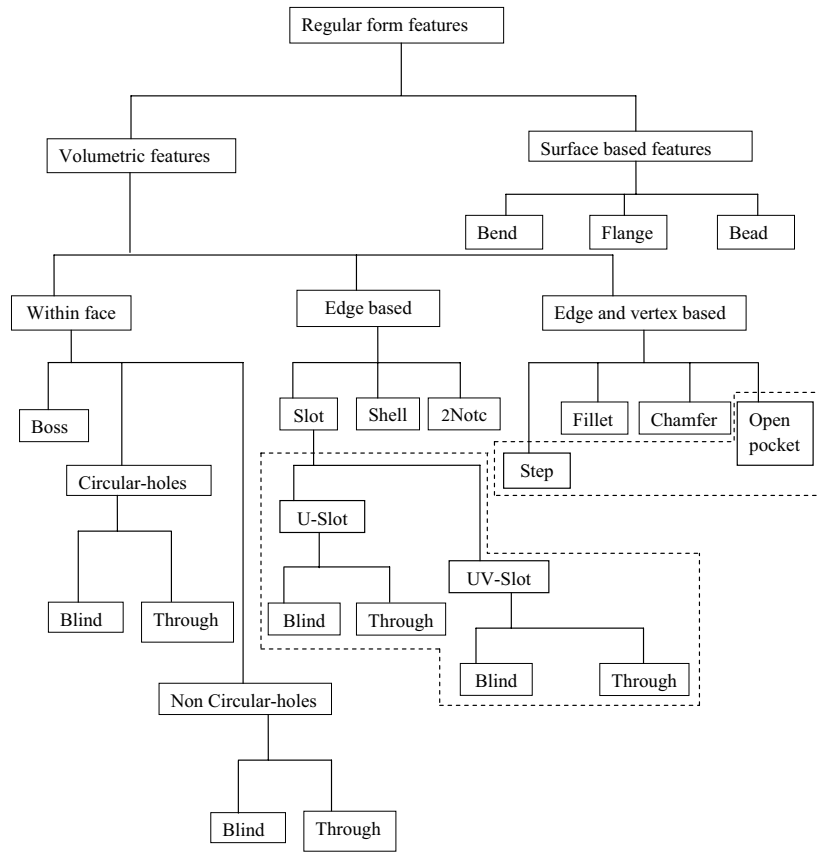 Regular form features
Volumetric features
Surface based features
Bend
Flange
Bead
Within face
Edge based
Edge and vertex based
Boss
Slot
Shell
2Notc
Fillet
Chamfer
Open
pocket
Step
Circular-holes
U-Slot
UV-Slot
Blind
Through
Blind
Through
Blind
Through
Non Circular-holes
Blind
Through